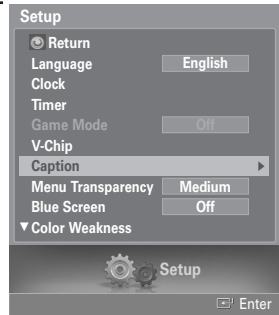 Setup
Return
Language English
Clock
Timer
Game Mode Off
V-Chip
Caption
Menu Transparency Medium
Blue Screen Off
Color Weakness
Setup
Enter